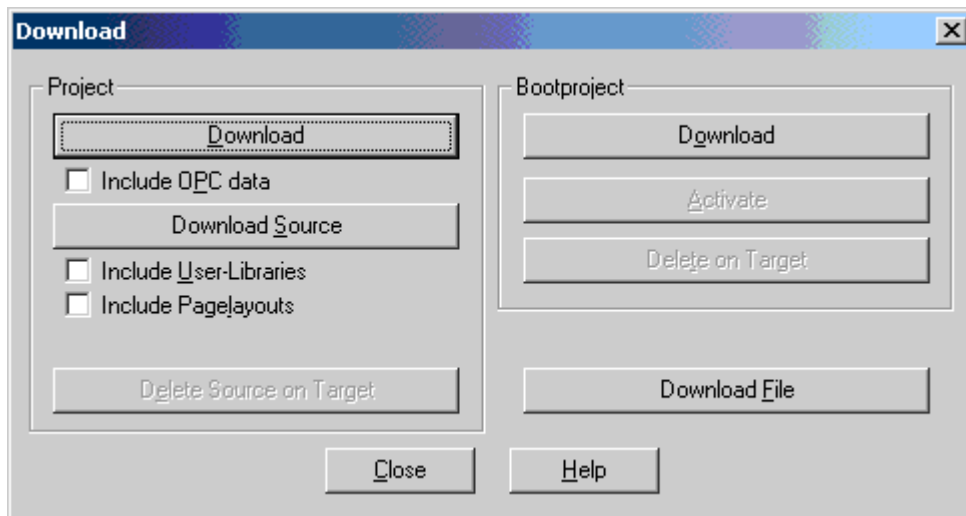 Download
Project
Download
Include OPC data
Download Source
Include User-Libraries
Include Pagelayouts
Delete Source on Target
Bootproject
Download
Activate
Delete on Target
Download File
Close
Help